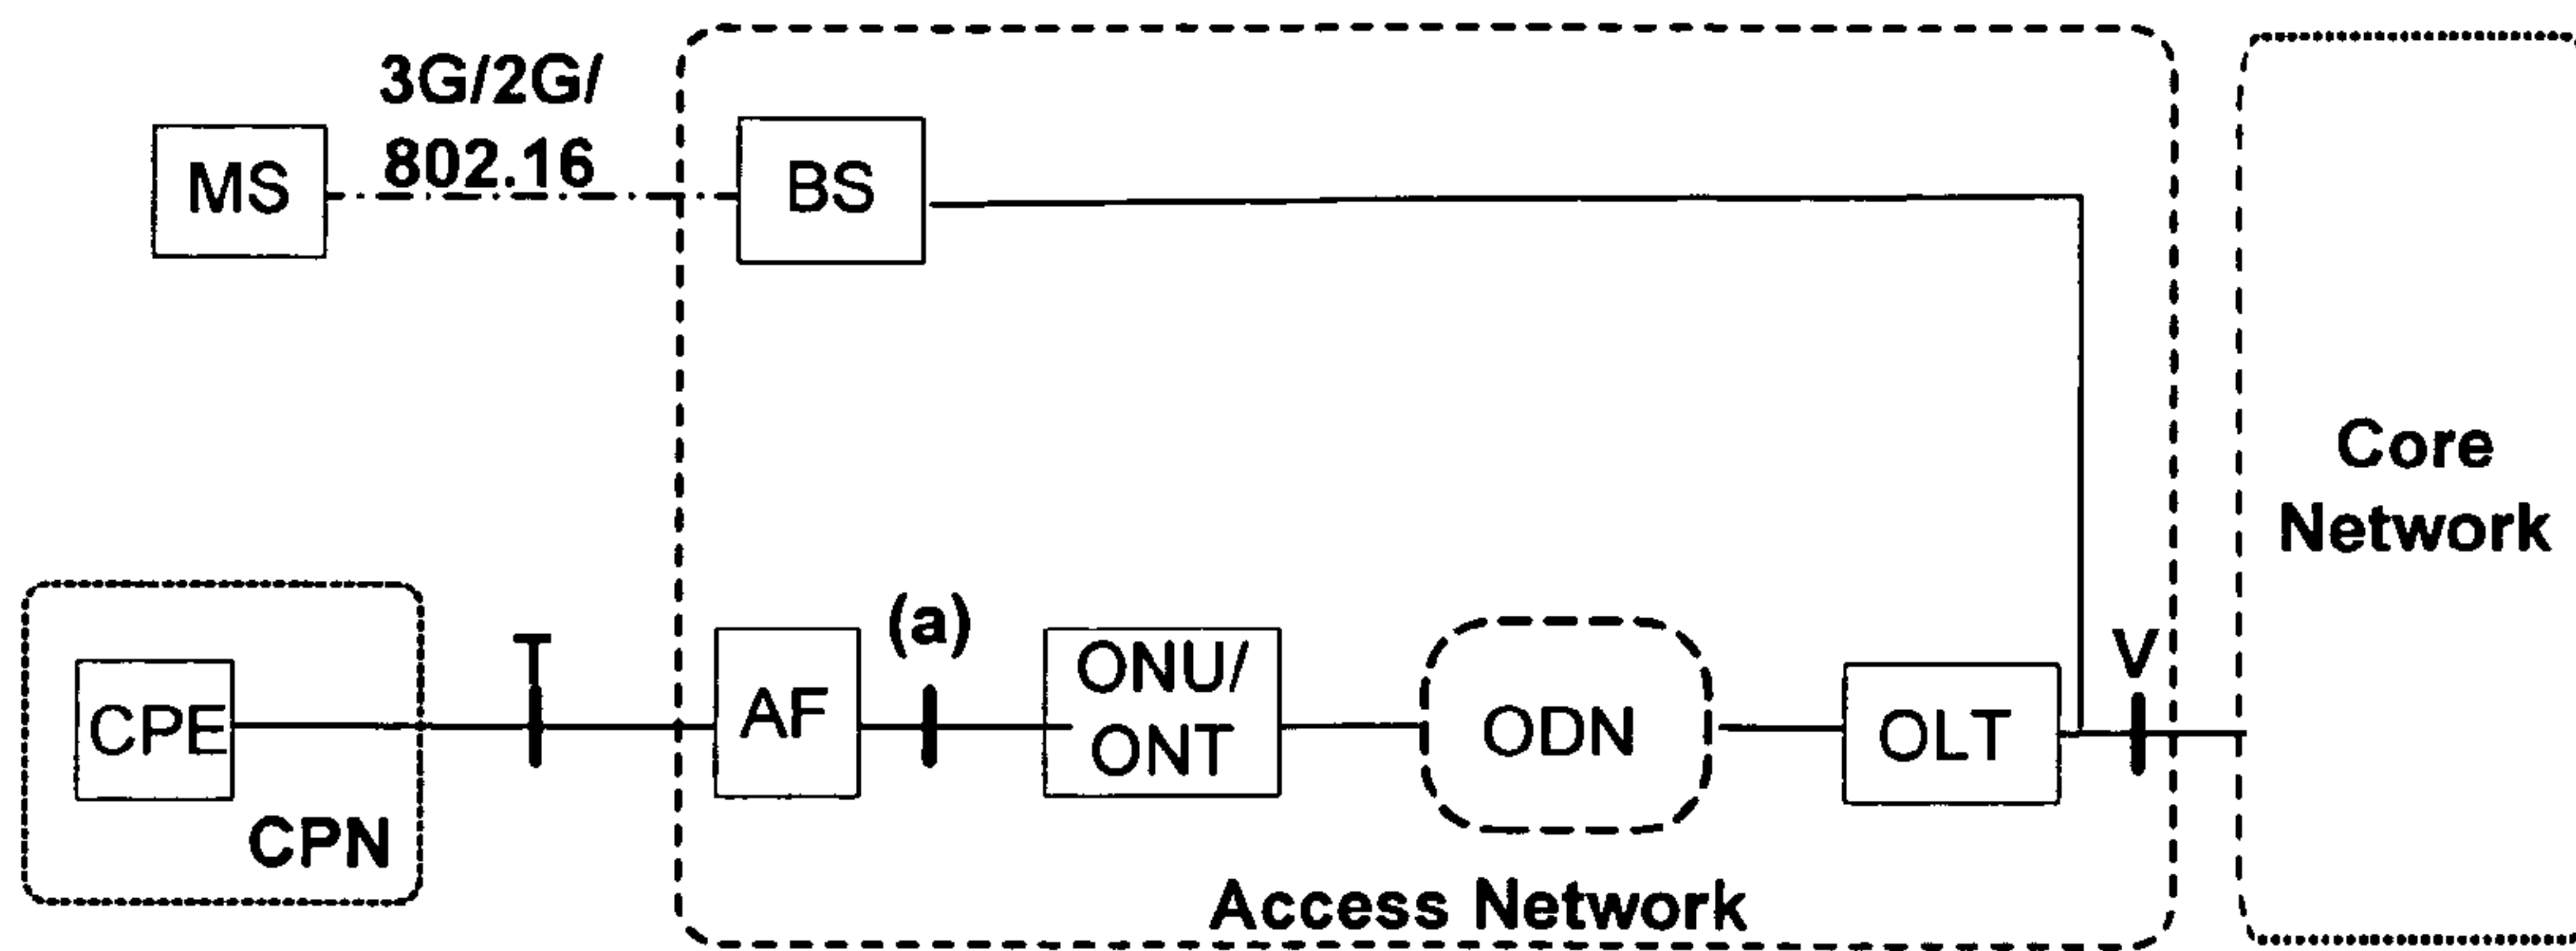 3G/2G/
802.16
MS
BS
Core
Network
T
(a)
V
CPE
AF
ONU/
ONT
ODN
OLT
CPN
Access Network